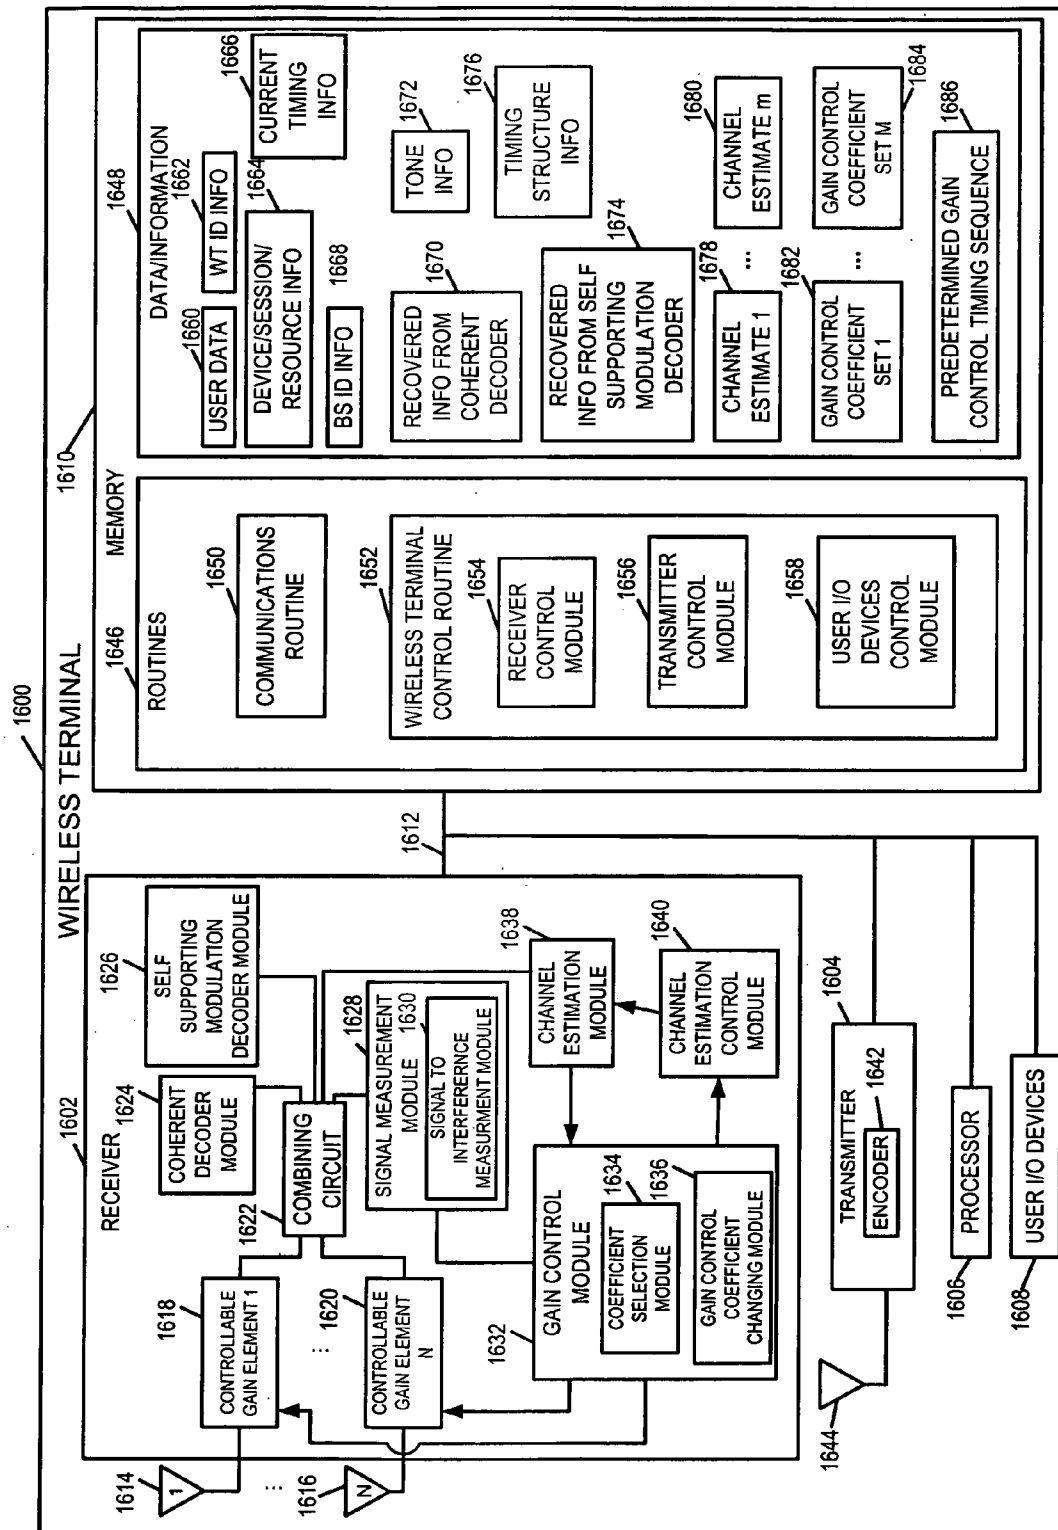 1600
WIRELESS TERMINAL
1602
RECEIVER
1614
1
1616
N
1618
CONTROLLABLE
GAIN ELEMENT 1
1620
CONTROLLABLE
GAIN ELEMENT
N
1622
COMBINING
CIRCUIT
1624
COHERENT
DECODER
MODULE
1626
SELF
SUPPORTING
MODULATION
DECODER MODULE
1628
SIGNAL MEASUREMENT
MODULE
1630
SIGNAL TO
INTERFERNCE
MEASURMENT MODULE
1632
GAIN CONTROL
MODULE
1634
COEFFICIENT
SELECTION
MODULE
1636
GAIN CONTROL
COEFFICIENT
CHANGING MODULE
1638
CHANNEL
ESTIMATION
MODULE
1640
CHANNEL
ESTIMATION
CONTROL
MODULE
1612
1644
1604
TRANSMITTER
1642
ENCODER
1606
PROCESSOR
1608
USER I/O DEVICES
1610
MEMORY
1646
ROUTINES
1650
COMMUNICATIONS
ROUTINE
1652
WIRELESS TERMINAL
CONTROL ROUTINE
1654
RECEIVER
CONTROL
MODULE
1656
TRANSMITTER
CONTROL
MODULE
1658
USER I/O
DEVICES
CONTROL
MODULE
1648
DATA/INFORMATION
1660
USER DATA
1662
WT ID INFO
1664
DEVICE/SESSION/
RESOURCE INFO
1666
CURRENT
TIMING
INFO
1668
BS ID INFO
1670
RECOVERED
INFO FROM
COHERENT
DECODER
1672
TONE
INFO
1674
RECOVERED
INFO FROM SELF
SUPPORTING
MODULATION
DECODER
1676
TIMING
STRUCTURE
INFO
1678
CHANNEL
ESTIMATE 1
...
1680
CHANNEL
ESTIMATE m
1682
GAIN CONTROL
COEFFICIENT
SET 1
...
1684
GAIN CONTROL
COEFFICIENT
SET M
1686
PREDETERMINED GAIN
CONTROL TIMING SEQUENCE